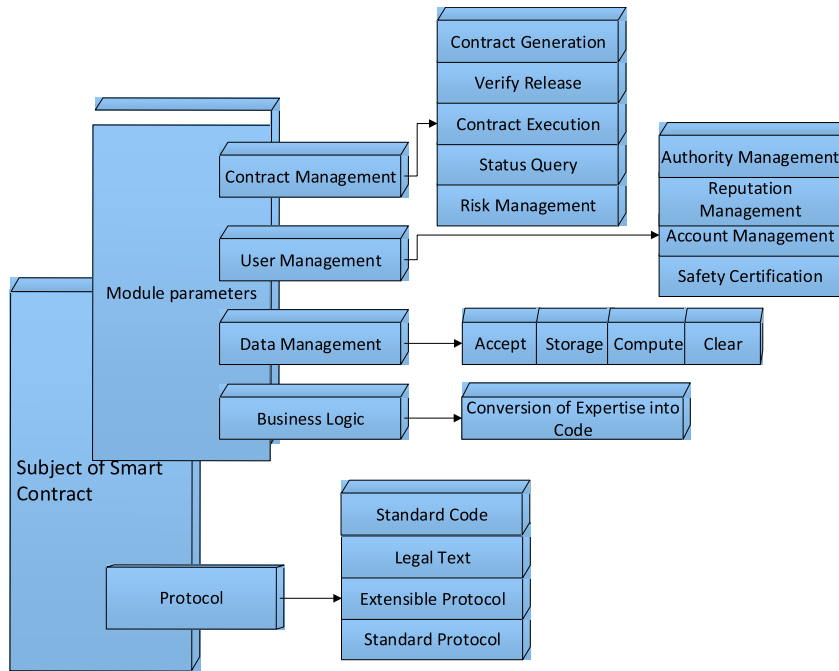 Contract Generation
Verify Release
Contract Execution
Status Query
Risk Management
Contract Management
Authority Management
Reputation
Management
Account Management
Safety Certification
User Management
Module parameters
Data Management
Accept
Storage
Compute
Clear
Business Logic
Conversion of Expertise into
Code
Subject of Smart
Contract
Standard Code
Legal Text
Extensible Protocol
Standard Protocol
Protocol